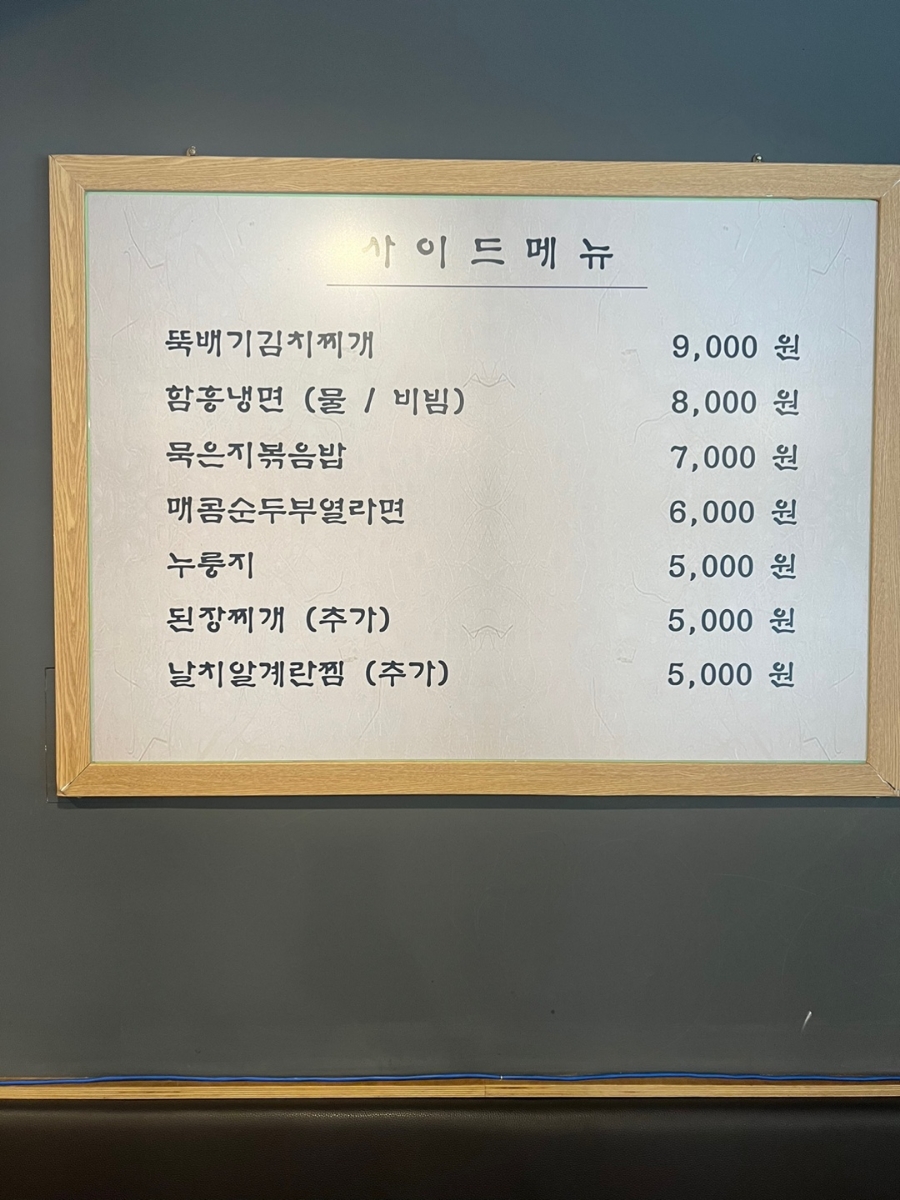 사이드메뉴
뚝배기김치찌개 9,000 원
함흥냉면 (물 / 비빔) 8,000 원
묵은지볶음밥 7,000 원
매콤순두부열라면 6,000 원
누룽지 5,000 원
된장찌개 (추가) 5,000 원
날치알계란찜 (추가) 5,000 원